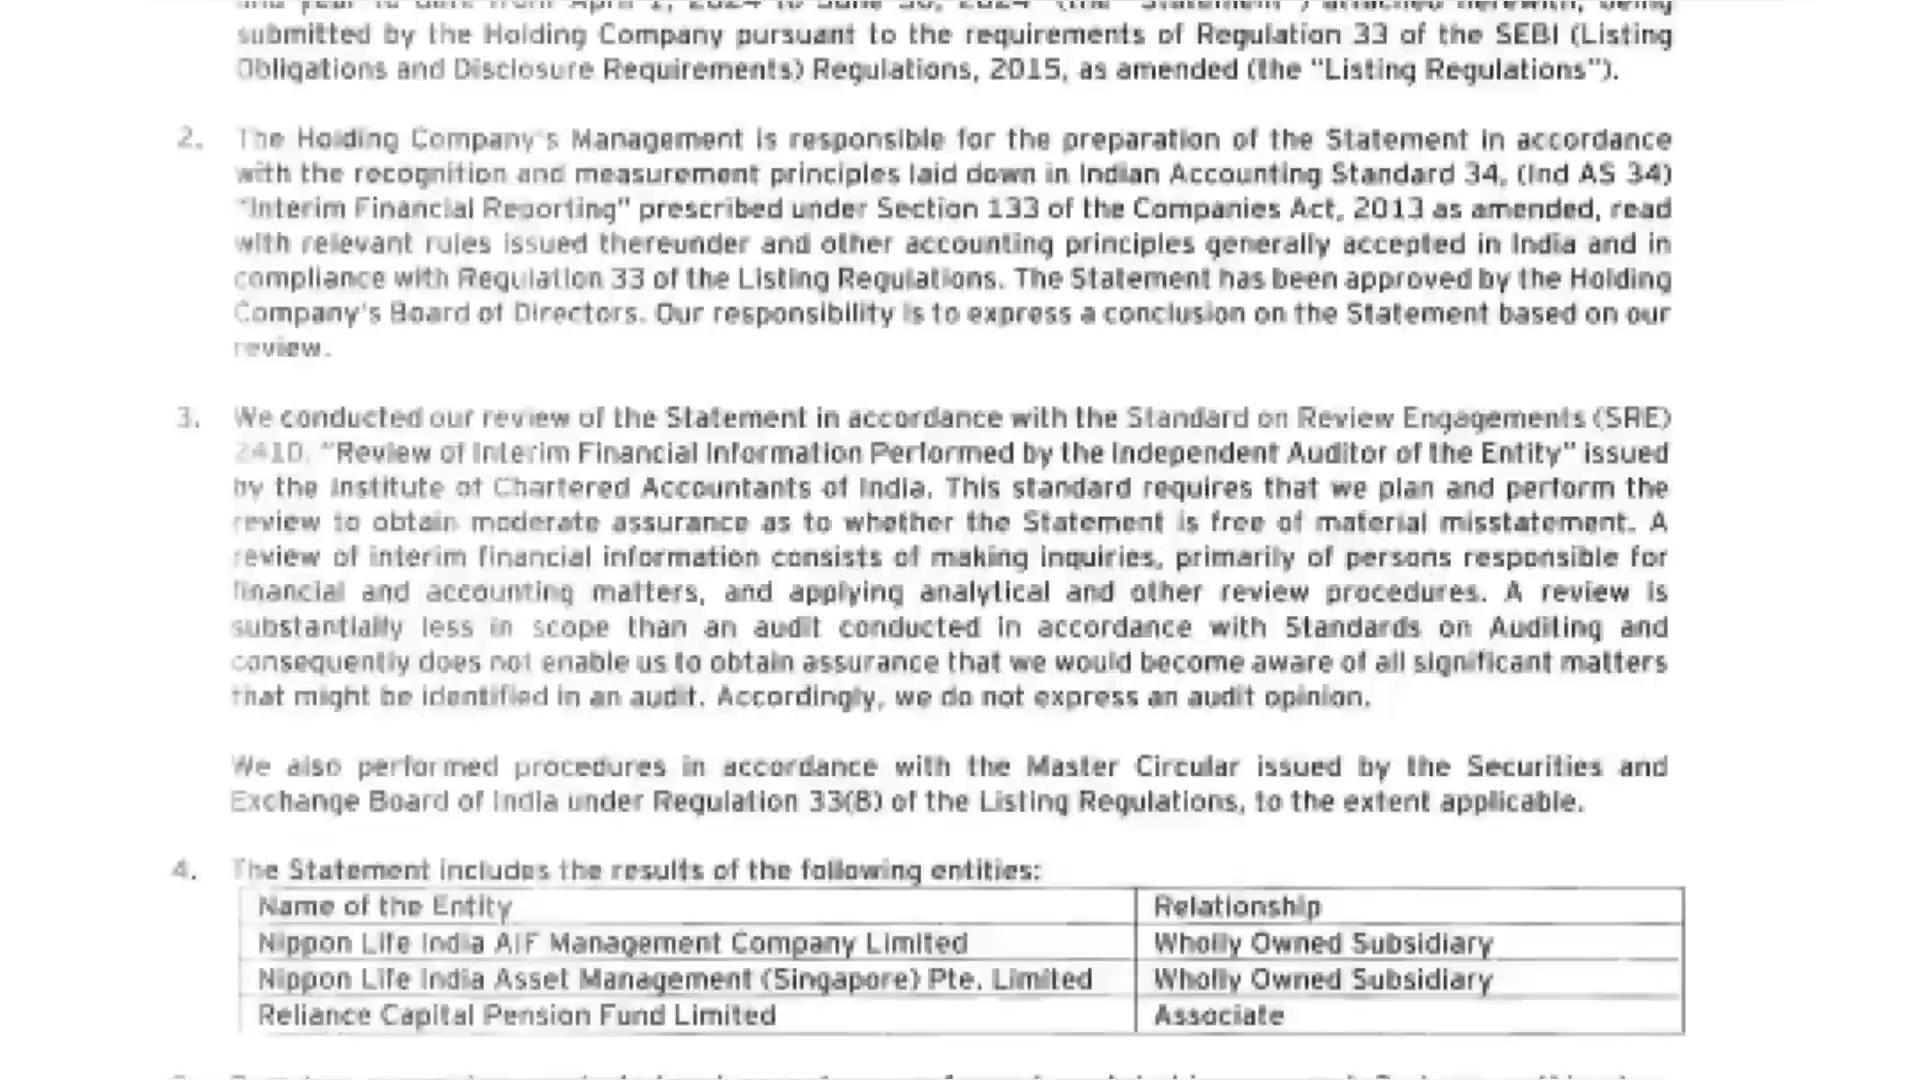 and year to date from April 1, 2024 to June 30, 2024 (the "Statement") attached herewith, being
submitted by the Holding Company pursuant to the requirements of Regulation 33 of the SEBI (Listing
Obligations and Disclosure Requirements) Regulations, 2015, as amended (the "Listing Regulations").
2. The Holding Company's Management is responsible for the preparation of the Statement in accordance
with the recognition and measurement principles laid down in Indian Accounting Standard 34, (Ind AS 34)
"Interim Financial Reporting" prescribed under Section 133 of the Companies Act, 2013 as amended, read
with relevant rules issued thereunder and other accounting principles generally accepted in India and in
compliance with Regulation 33 of the Listing Regulations. The Statement has been approved by the Holding
Company's Board of Directors. Our responsibility is to express a conclusion on the Statement based on our
review.
3. We conducted our review of the Statement in accordance with the Standard on Review Engagements (SRE)
2410, "Review of Interim Financial Information Performed by the Independent Auditor of the Entity" issued
by the Institute of Chartered Accountants of India. This standard requires that we plan and perform the
review to obtain moderate assurance as to whether the Statement is free of material misstatement. A
review of interim financial information consists of making inquiries, primarily of persons responsible for
financial and accounting matters, and applying analytical and other review procedures. A review is
substantially less in scope than an audit conducted in accordance with Standards on Auditing and
consequently does not enable us to obtain assurance that we would become aware of all significant matters
that might be identified in an audit. Accordingly, we do not express an audit opinion.
We also performed procedures in accordance with the Master Circular issued by the Securities and
Exchange Board of India under Regulation 33(8) of the Listing Regulations, to the extent applicable.
4. The Statement includes the results of the following entities:
Name of the Entity Relationship
Nippon Life India AIF Management Company Limited Wholly Owned Subsidiary
Nippon Life India Asset Management (Singapore) Pte. Limited Wholly Owned Subsidiary
Reliance Capital Pension Fund Limited Associate